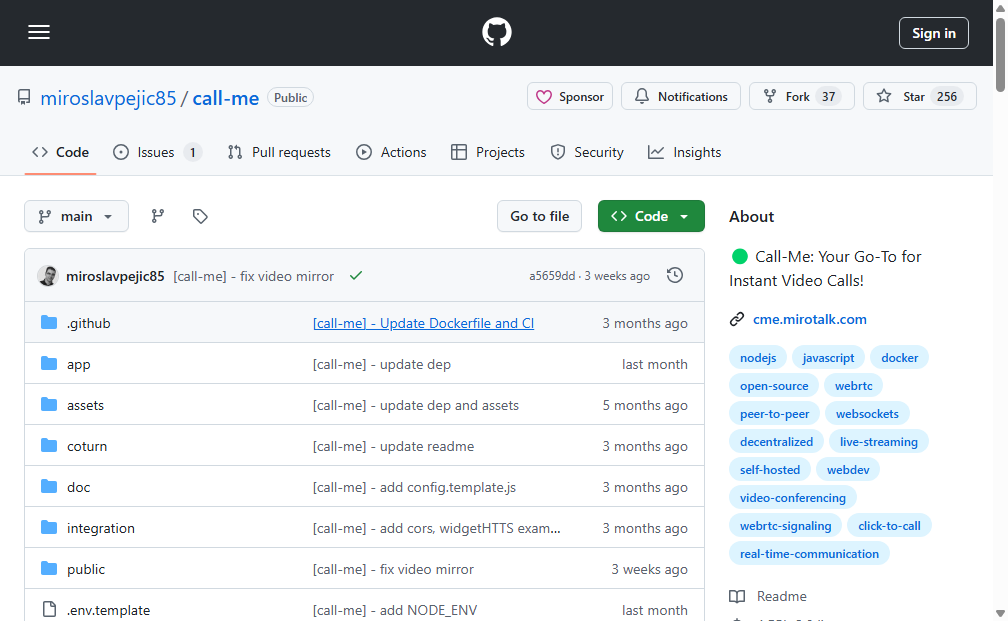 Sign in
miroslavpejic85 / call-me Public
Sponsor Notifications Fork 37 Star 256
Code Issues 1 Pull requests Actions Projects Security Insights
main Go to file Code
miroslavpejic85 [call-me] - fix video mirror a5659dd · 3 weeks ago
.github [call-me] - Update Dockerfile and CI 3 months ago
app [call-me] - update dep last month
assets [call-me] - update dep and assets 5 months ago
coturn [call-me] - update readme 3 months ago
doc [call-me] - add config.template.js 3 months ago
integration [call-me] - add cors, widgetHTTS exam... 3 months ago
public [call-me] - fix video mirror 3 weeks ago
.env.template [call-me] - add NODE_ENV last month
About
Call-Me: Your Go-To for
Instant Video Calls!
cme.mirotalk.com
nodejs javascript docker
open-source webrtc
peer-to-peer websockets
decentralized live-streaming
self-hosted webdev
video-conferencing
webrtc-signaling click-to-call
real-time-communication
Readme